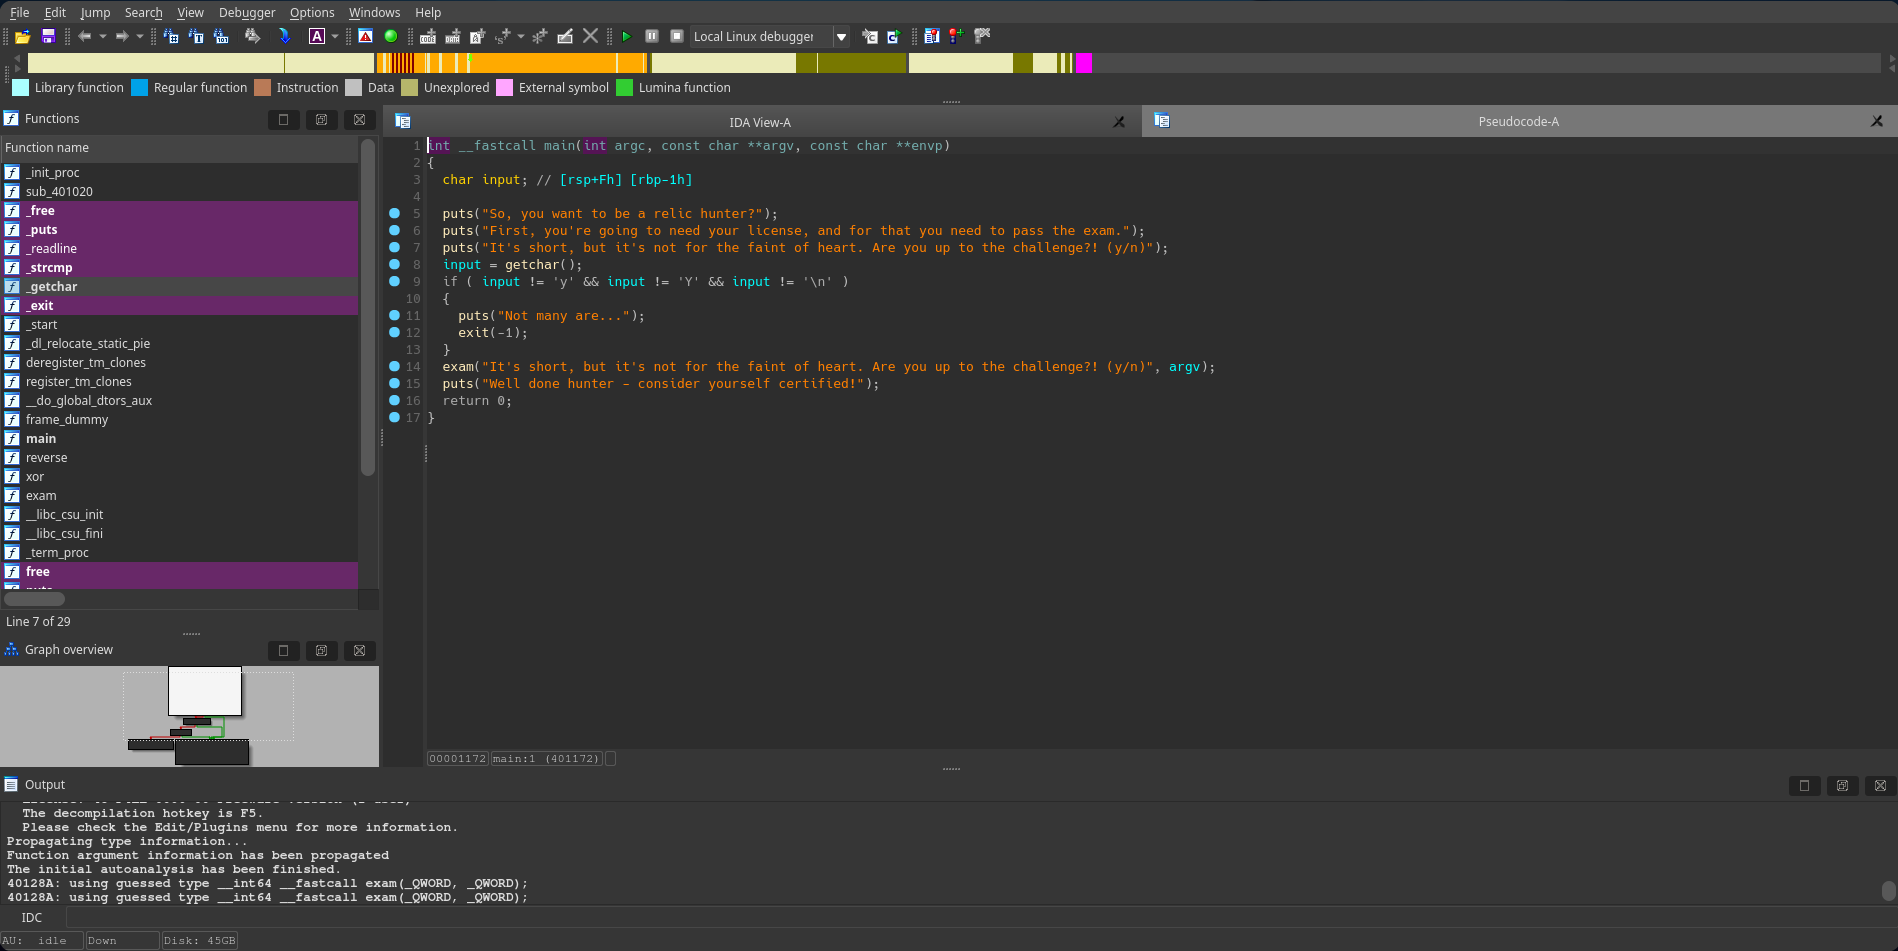 File Edit Jump Search View Debugger Options Windows Help
Local Linux debugger
Library function Regular function Instruction Data Unexplored External symbol Lumina function
Functions
Function name
_init_proc
sub_401020
_free
_puts
_readline
_strcmp
_getchar
_exit
_start
_dl_relocate_static_pie
deregister_tm_clones
register_tm_clones
__do_global_dtors_aux
frame_dummy
main
reverse
xor
exam
__libc_csu_init
__libc_csu_fini
_term_proc
free
Line 7 of 29
Graph overview
IDA View-A
Pseudocode-A
1 int __fastcall main(int argc, const char **argv, const char **envp)
2 {
3 char input; // [rsp+Fh] [rbp-1h]
4
5 puts("So, you want to be a relic hunter?");
6 puts("First, you're going to need your license, and for that you need to pass the exam.");
7 puts("It's short, but it's not for the faint of heart. Are you up to the challenge?! (y/n)");
8 input = getchar();
9 if ( input != 'y' && input != 'Y' && input != '\n' )
10 {
11 puts("Not many are...");
12 exit(-1);
13 }
14 exam("It's short, but it's not for the faint of heart. Are you up to the challenge?! (y/n)", argv);
15 puts("Well done hunter - consider yourself certified!");
16 return 0;
17 }
00001172 main:1 (401172)
Output
The decompilation hotkey is F5.
Please check the Edit/Plugins menu for more information.
Propagating type information...
Function argument information has been propagated
The initial autoanalysis has been finished.
40128A: using guessed type __int64 __fastcall exam(_QWORD, _QWORD);
40128A: using guessed type __int64 __fastcall exam(_QWORD, _QWORD);
IDC
AU: idle Down Disk: 45GB